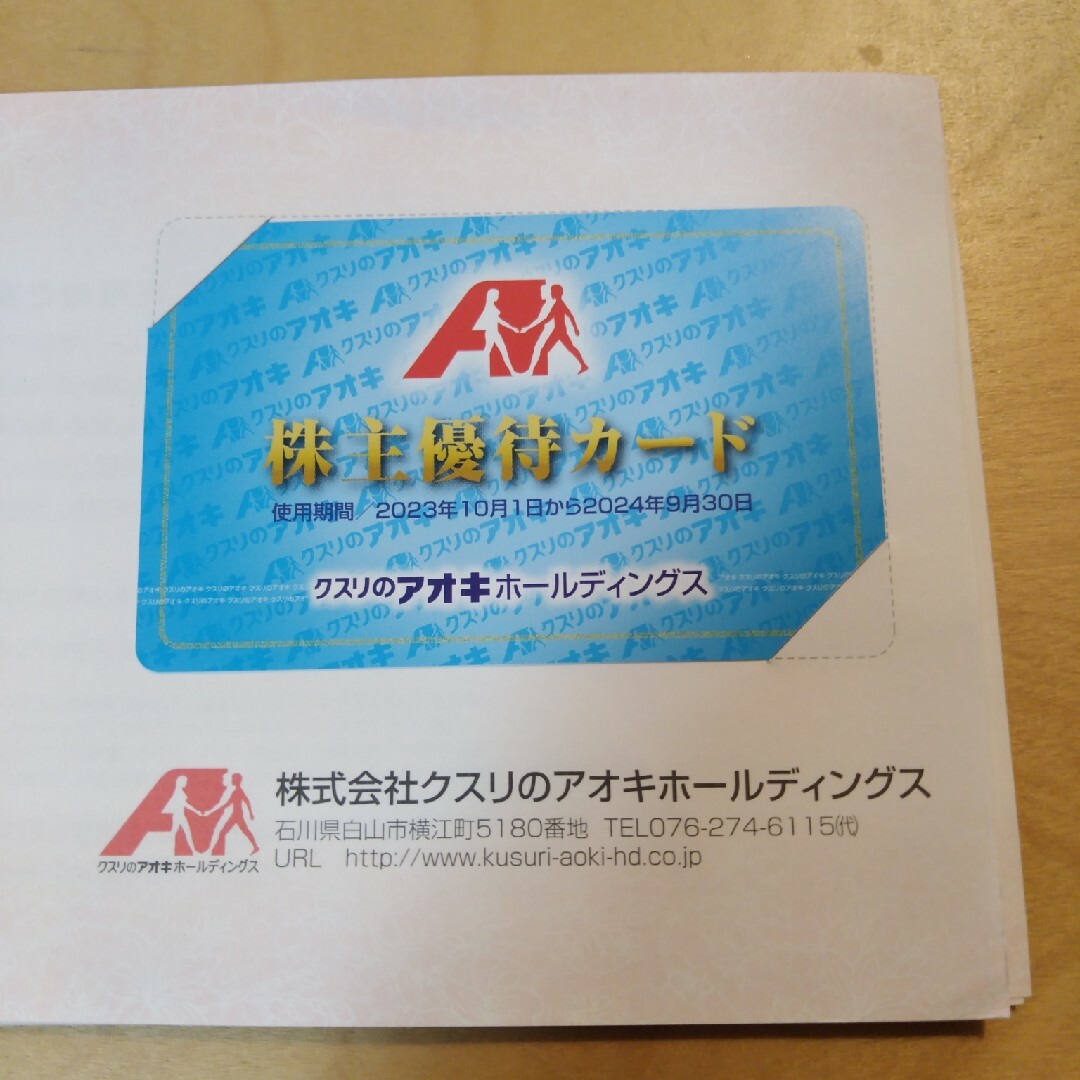 株主優待カード
使用期間／2023年10月1日から2024年9月30日
クスリのアオキホールディングス
株式会社クスリのアオキホールディングス
石川県白山市横江町5180番地 TEL076-274-6115㈹
URL http://www.kusuri-aoki-hd.co.jp
クスリのアオキホールディングス